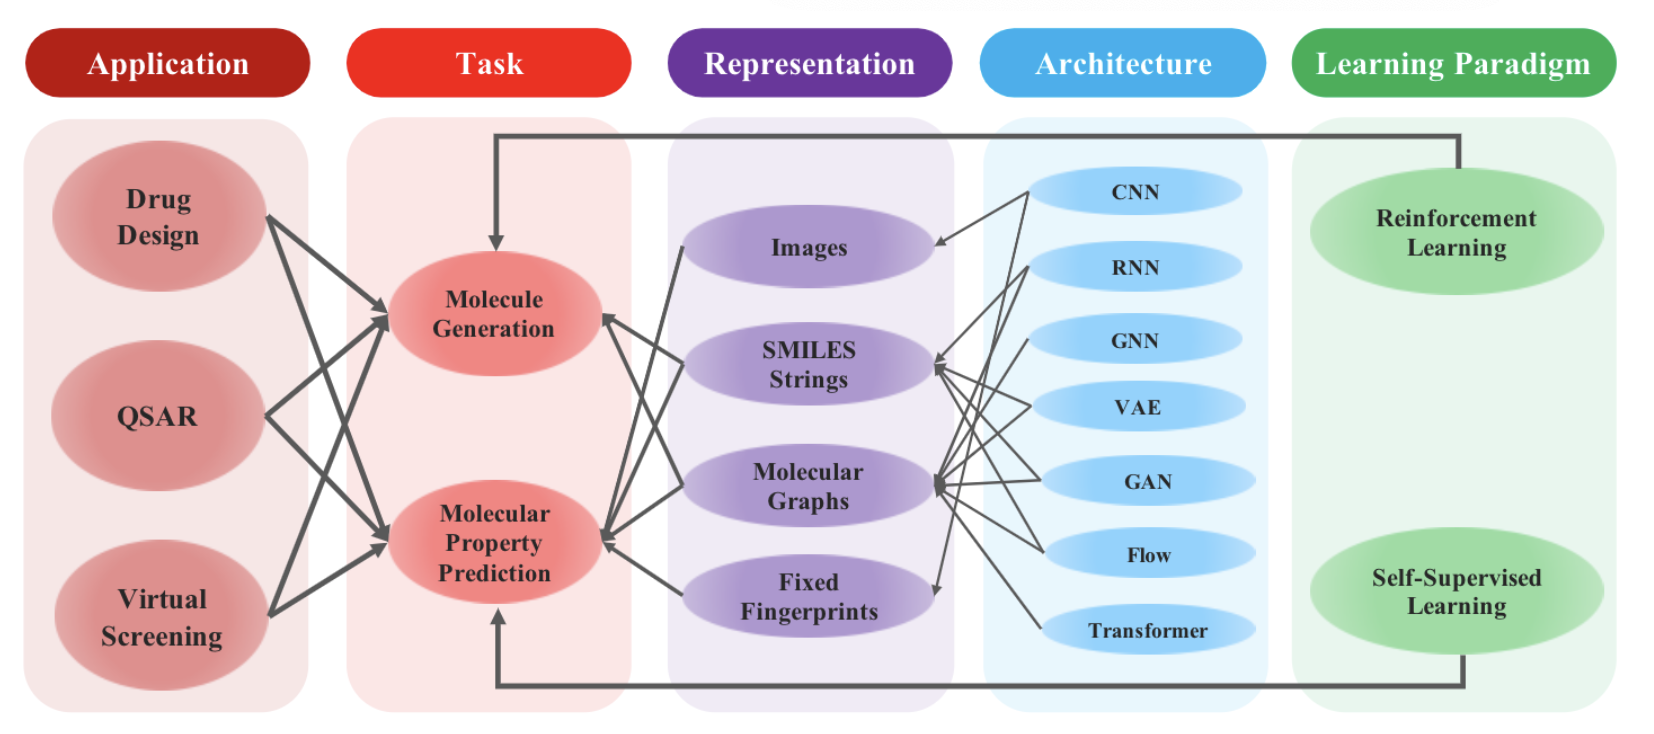 Application
Task
Representation
Architecture
Learning Paradigm
Drug
Design
QSAR
Virtual
Screening
Molecule
Generation
Molecular
Property
Prediction
Images
SMILES
Strings
Molecular
Graphs
Fixed
Fingerprints
CNN
RNN
GNN
VAE
GAN
Flow
Transformer
Reinforcement
Learning
Self-Supervised
Learning